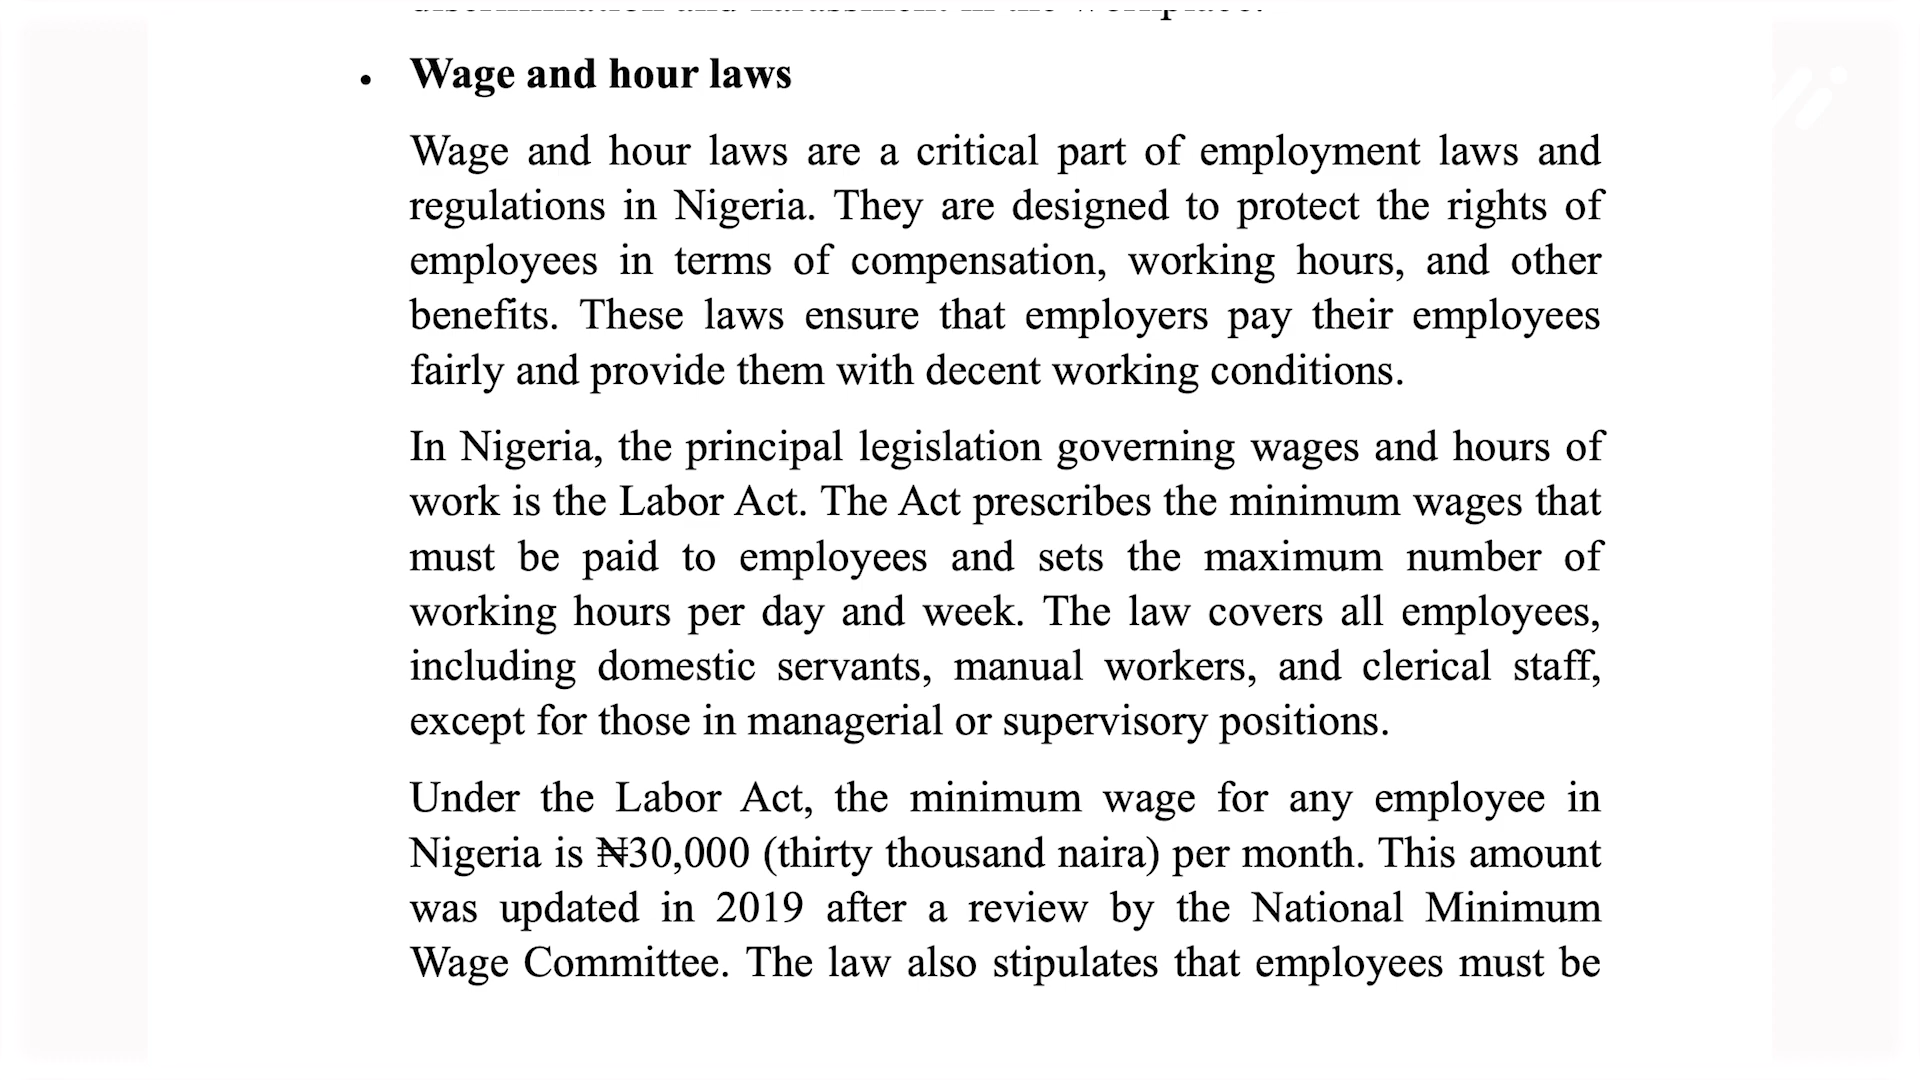 • Wage and hour laws
Wage and hour laws are a critical part of employment laws and
regulations in Nigeria. They are designed to protect the rights of
employees in terms of compensation, working hours, and other
benefits. These laws ensure that employers pay their employees
fairly and provide them with decent working conditions.
In Nigeria, the principal legislation governing wages and hours of
work is the Labor Act. The Act prescribes the minimum wages that
must be paid to employees and sets the maximum number of
working hours per day and week. The law covers all employees,
including domestic servants, manual workers, and clerical staff,
except for those in managerial or supervisory positions.
Under the Labor Act, the minimum wage for any employee in
Nigeria is ₦30,000 (thirty thousand naira) per month. This amount
was updated in 2019 after a review by the National Minimum
Wage Committee. The law also stipulates that employees must be